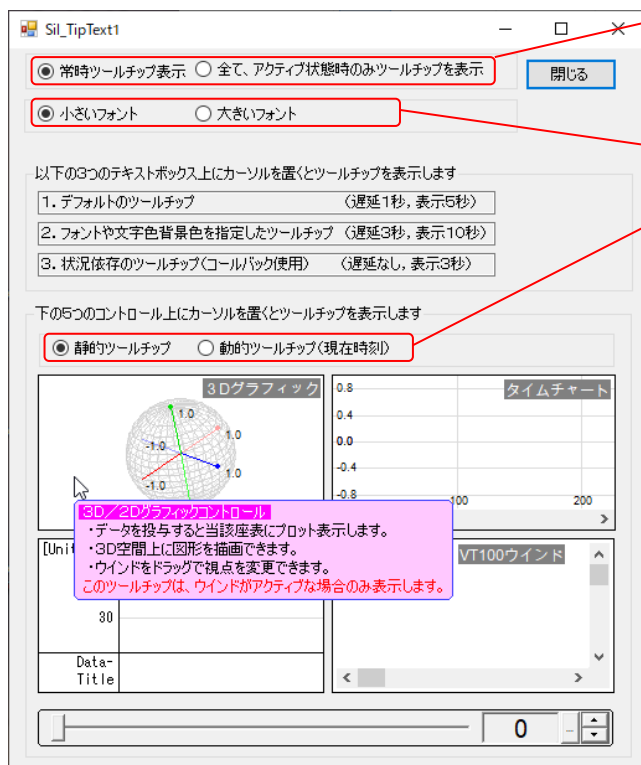 Sil_TipText1
常時ツールチップ表示 全て、アクティブ状態時のみツールチップを表示
閉じる
小さいフォント 大きいフォント
以下の3つのテキストボックス上にカーソルを置くとツールチップを表示します
1. デフォルトのツールチップ (遅延1秒, 表示5秒)
2. フォントや文字色背景色を指定したツールチップ (遅延3秒, 表示10秒)
3. 状況依存のツールチップ(コールバック使用) (遅延なし, 表示3秒)
下の5つのコントロール上にカーソルを置くとツールチップを表示します
静的ツールチップ 動的ツールチップ(現在時刻)
3Dグラフィック
1.0
1.0
-1.0
1.0
-1.0
タイムチャート
0.8
0.4
0.0
-0.4
-0.8
100 200
3D/2Dグラフィックコントロール
・データを投与すると当該座表にプロット表示します。
・3D空間上に図形を描画できます。
・ウインドをドラッグで視点を変更できます。
このツールチップは、ウインドがアクティブな場合のみ表示します。
[Uni
30
Data-
Title
VT100ウインド
0